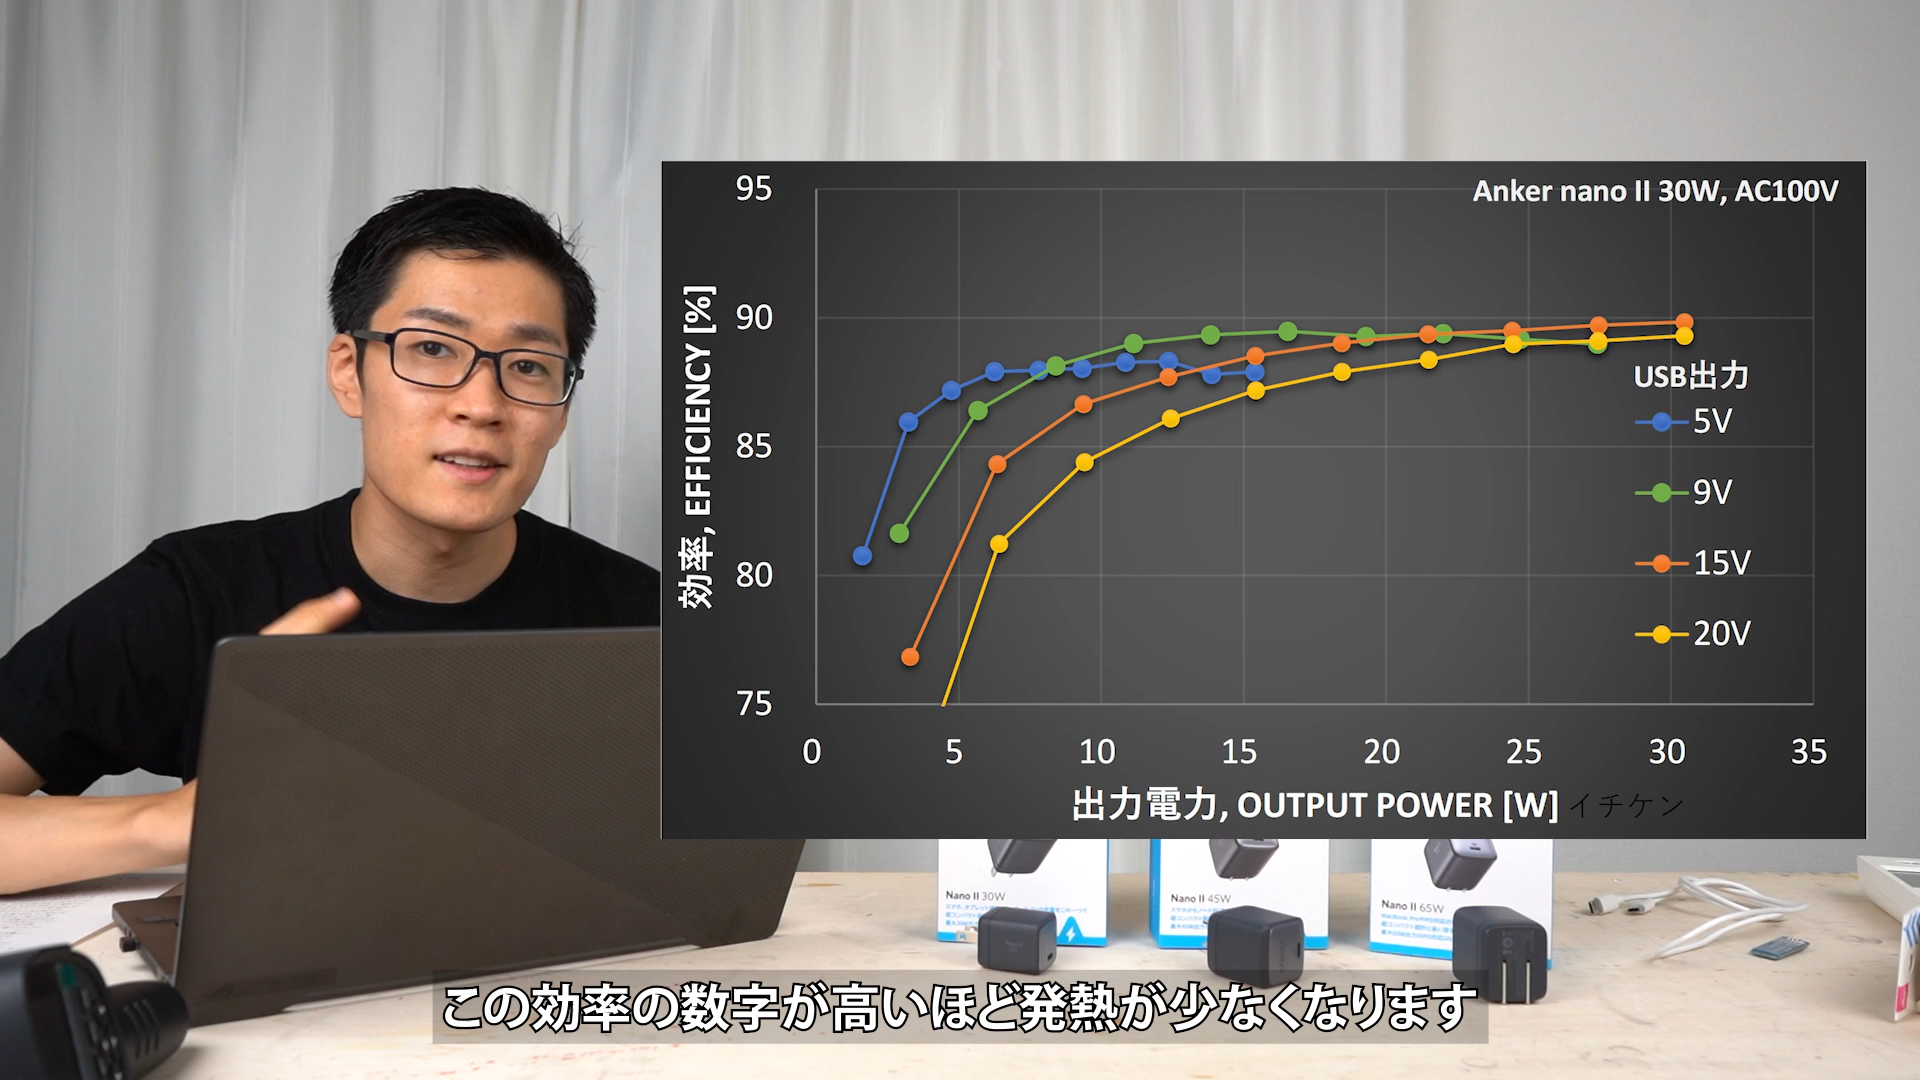 Anker nano II 30W, AC100V
効率, EFFICIENCY [%]
95
90
85
80
75
USB出力
5V
9V
15V
20V
0 5 10 15 20 25 30 35
出力電力, OUTPUT POWER [W] イチケン
Nano II 30W
Nano II 45W
Nano II 65W
この効率の数字が高いほど発熱が少なくなります